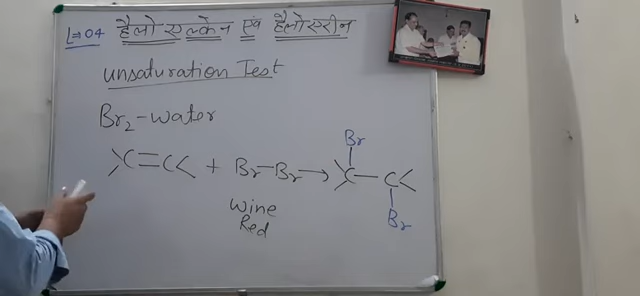 L=04 हैलो एल्केन एवं हैलोएरीन
Unsaturation Test
Br₂-water
>C=C< + Br-Br → >C-C<
Br
Br
Wine
Red